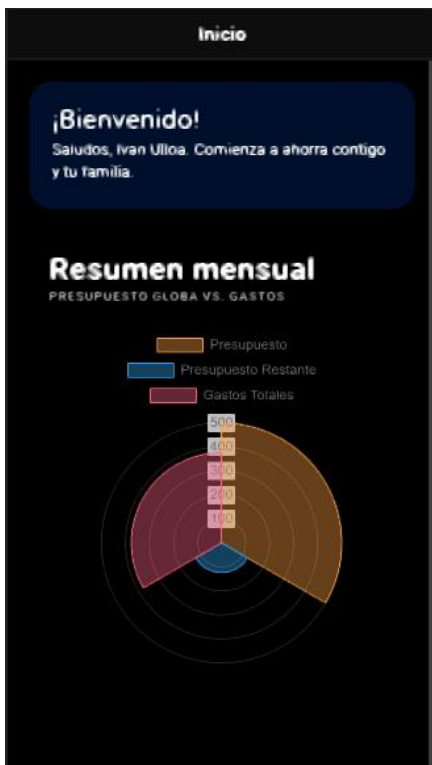 Inicio
¡Bienvenido!
Saludos, Ivan Ulloa. Comienza a ahorra contigo
y tu familia.
Resumen mensual
PRESUPUESTO GLOBA VS. GASTOS
Presupuesto
Presupuesto Restante
Gastos Totales
500
400
300
200
100